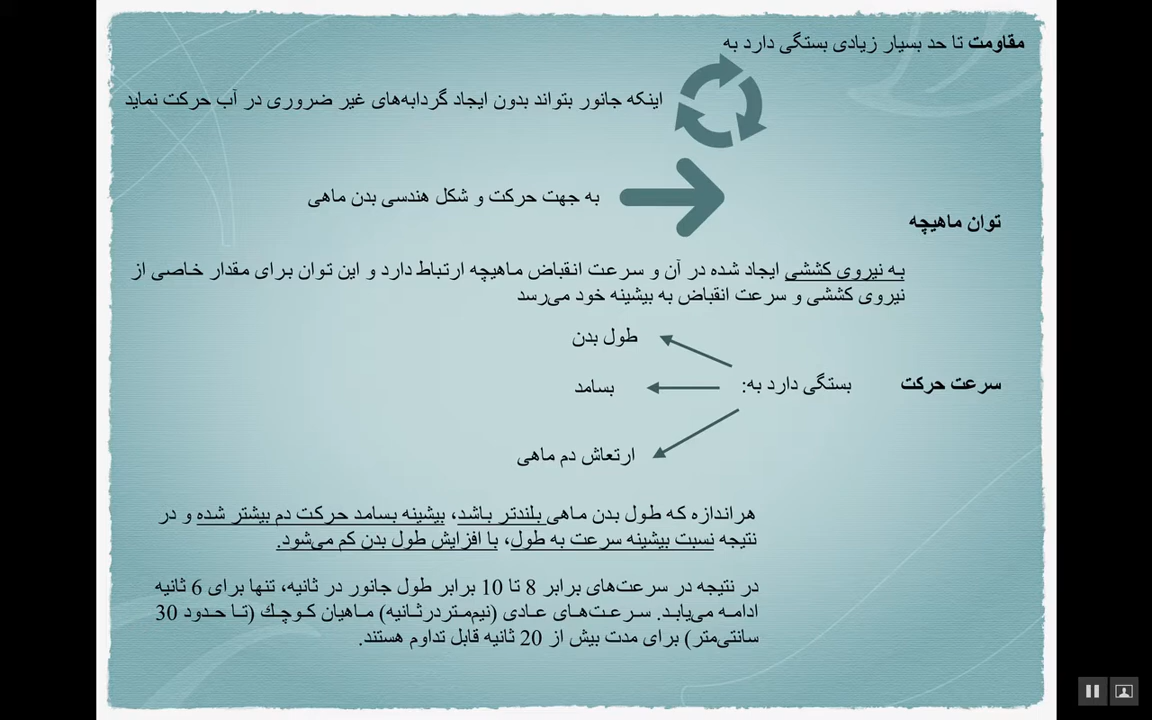 مقاومت تا حد بسیار زیادی بستگی دارد به
اینکه جانور بتواند بدون ایجاد گردابه‌های غیر ضروری در آب حرکت نماید
به جهت حرکت و شکل هندسی بدن ماهی
توان ماهیچه
به نیروی کششی ایجاد شده در آن و سرعت انقباض ماهیچه ارتباط دارد و این توان برای مقدار خاصی از
نیروی کششی و سرعت انقباض به بیشینه خود می‌رسد
طول بدن
سرعت حرکت بستگی دارد به:
بسامد
ارتعاش دم ماهی
هراندازه که طول بدن ماهی بلندتر باشد، بیشینه بسامد حرکت دم بیشتر شده و در
نتیجه نسبت بیشینه سرعت به طول، با افزایش طول بدن کم می‌شود.
در نتیجه در سرعت‌های برابر 8 تا 10 برابر طول جانور در ثانیه، تنها برای 6 ثانیه
ادامه می‌یابد. سرعت‌های عادی (نیم‌متردرثانیه) ماهیان کوچک (تا حدود 30
سانتی‌متر) برای مدت بیش از 20 ثانیه قابل تداوم هستند.